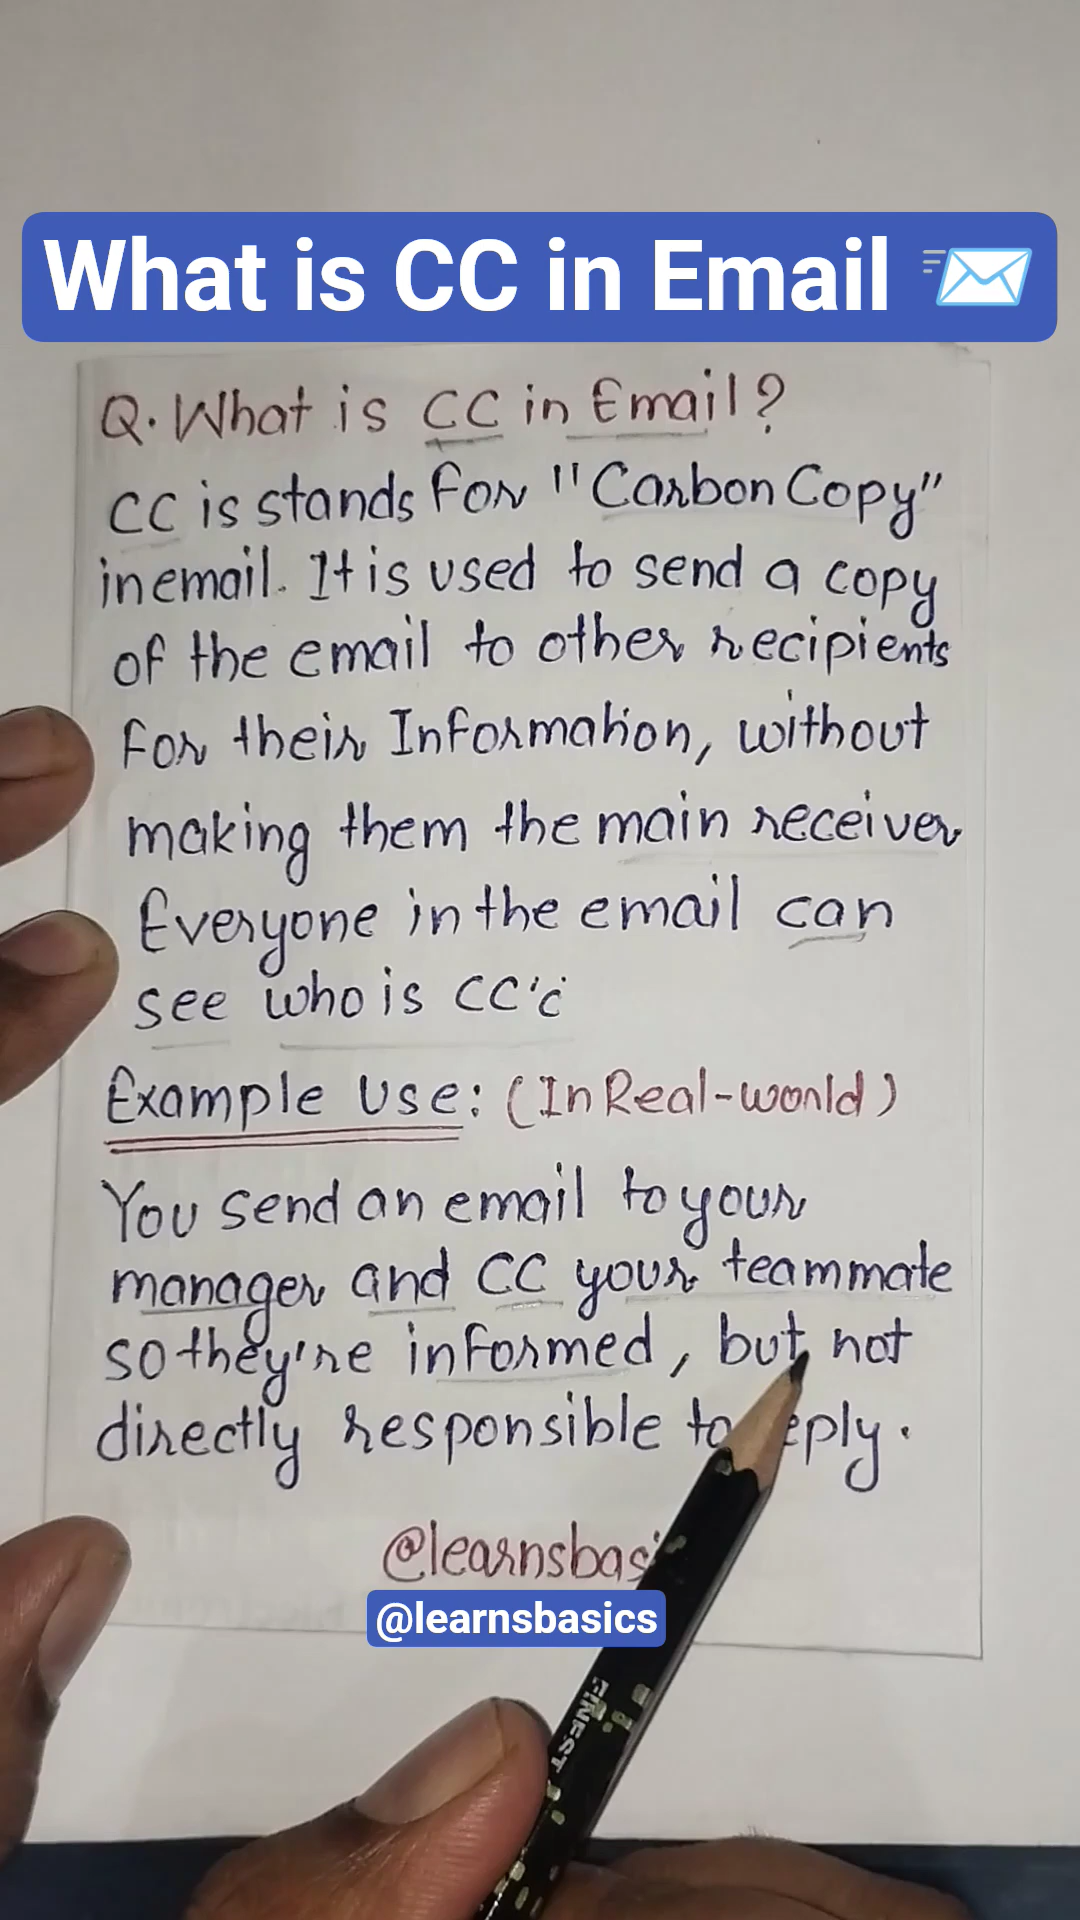 What is CC in Email
Q. What is CC in Email?
CC is stands For "Carbon Copy"
in email. It is used to send a copy
of the email to other recipients
For their Information, without
making them the main receiver
Everyone in the email can
see who is CC'c
Example Use: (In Real-world)
You send an email to your
manager and CC your teammate
so they're informed, but not
directly responsible to eply.
@learnsbasi
@learnsbasics
FINEST